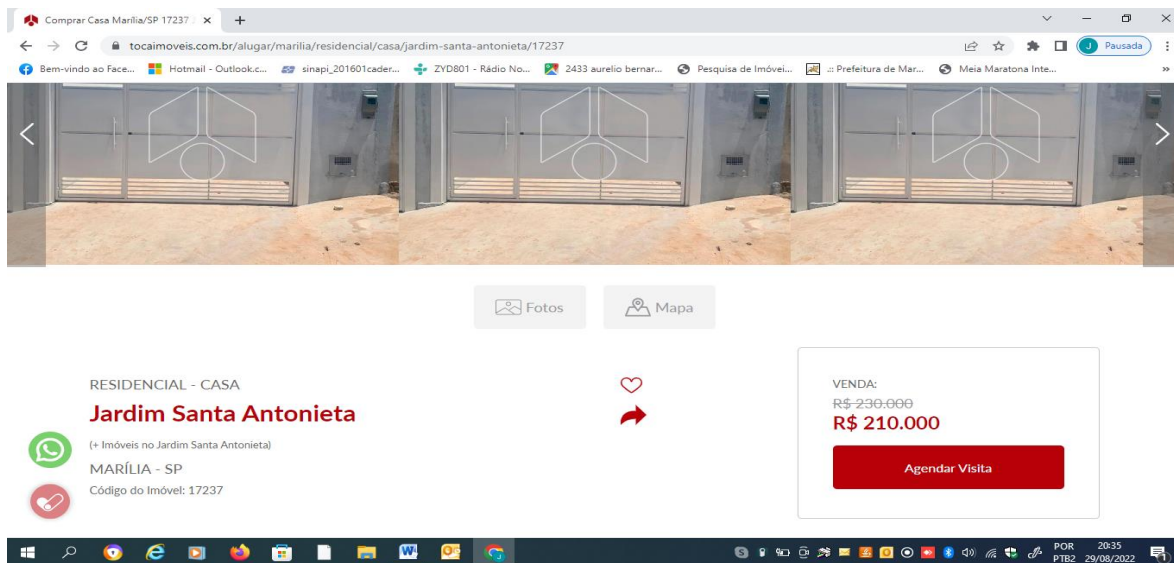 Comprar Casa Marília/SP 17237
tocaimoveis.com.br/alugar/marilia/residencial/casa/jardim-santa-antonieta/17237
J Pausada
Bem-vindo ao Face... Hotmail - Outlook.c... sinapi_201601cader... ZYD801 - Rádio No... 2433 aurelio bernar... Pesquisa de Imóvei... .:: Prefeitura de Mar... Meia Maratona Inte... »
Fotos Mapa
RESIDENCIAL - CASA
Jardim Santa Antonieta
(+ Imóveis no Jardim Santa Antonieta)
MARÍLIA - SP
Código do Imóvel: 17237
VENDA:
R$ 230.000
R$ 210.000
Agendar Visita
POR 20:35
PTB2 29/08/2022